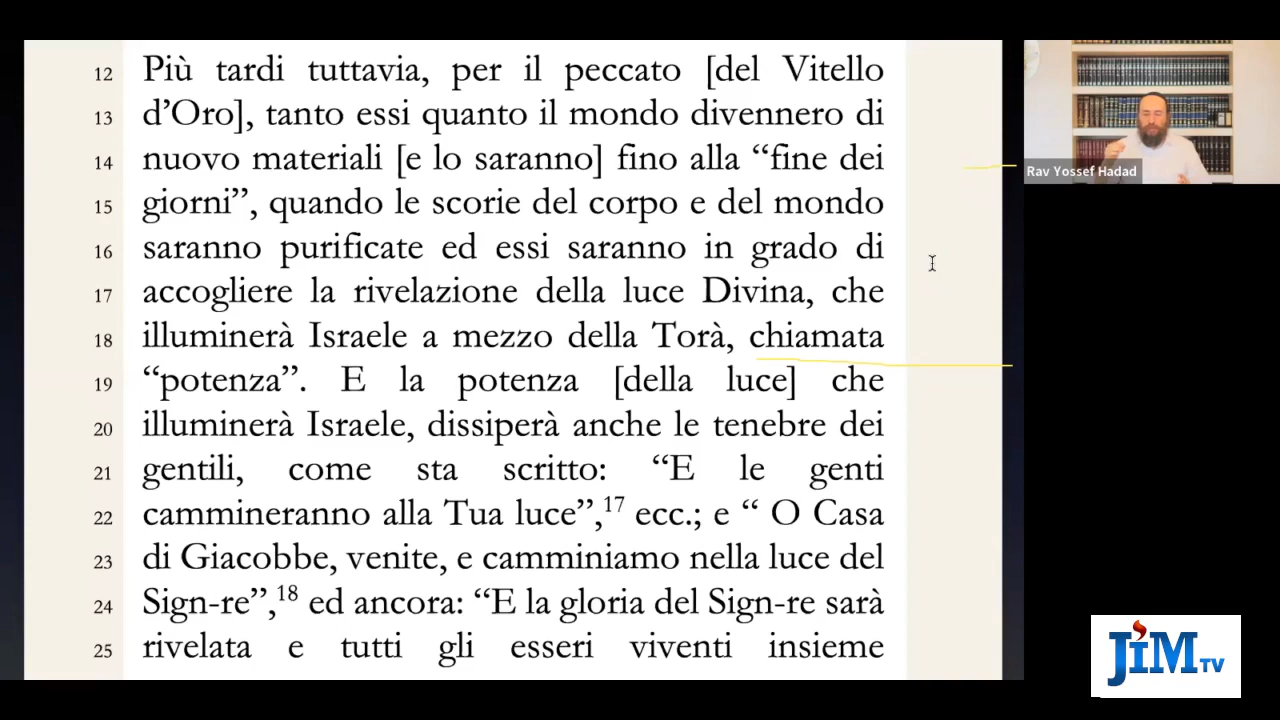 12 Più tardi tuttavia, per il peccato [del Vitello
13 d’Oro], tanto essi quanto il mondo divennero di
14 nuovo materiali [e lo saranno] fino alla “fine dei
15 giorni”, quando le scorie del corpo e del mondo
16 saranno purificate ed essi saranno in grado di
17 accogliere la rivelazione della luce Divina, che
18 illuminerà Israele a mezzo della Torà, chiamata
19 “potenza”. E la potenza [della luce] che
20 illuminerà Israele, dissiperà anche le tenebre dei
21 gentili, come sta scritto: “E le genti
22 cammineranno alla Tua luce”,17 ecc.; e “ O Casa
23 di Giacobbe, venite, e camminiamo nella luce del
24 Sign-re”,18 ed ancora: “E la gloria del Sign-re sarà
25 rivelata e tutti gli esseri viventi insieme
Rav Yossef Hadad
JiM TV